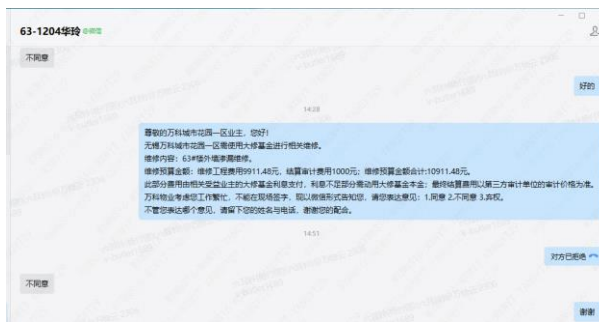 63-1204华玲 @微信
不同意
好的
14:28
尊敬的万科城市花园一区业主，您好!
无锡万科城市花园一区需使用大修基金进行相关维修。
维修内容：63#楼外墙渗漏维修。
维修预算金额：维修工程费用9911.48元，结算审计费用1000元；维修预算金额合计:10911.48元。
此部分费用由相关受益业主的大修基金利息支付，利息不足部分需动用大修基金本金；最终结算费用以第三方审计单位的审计价格为准。
万科物业考虑您工作繁忙，不能在现场签字，现以微信形式告知您，请您表达意见：1.同意 2.不同意 3.弃权。
不管您表达哪个意见，请留下您的姓名与电话，谢谢您的配合。
14:51
对方已拒绝
不同意
谢谢